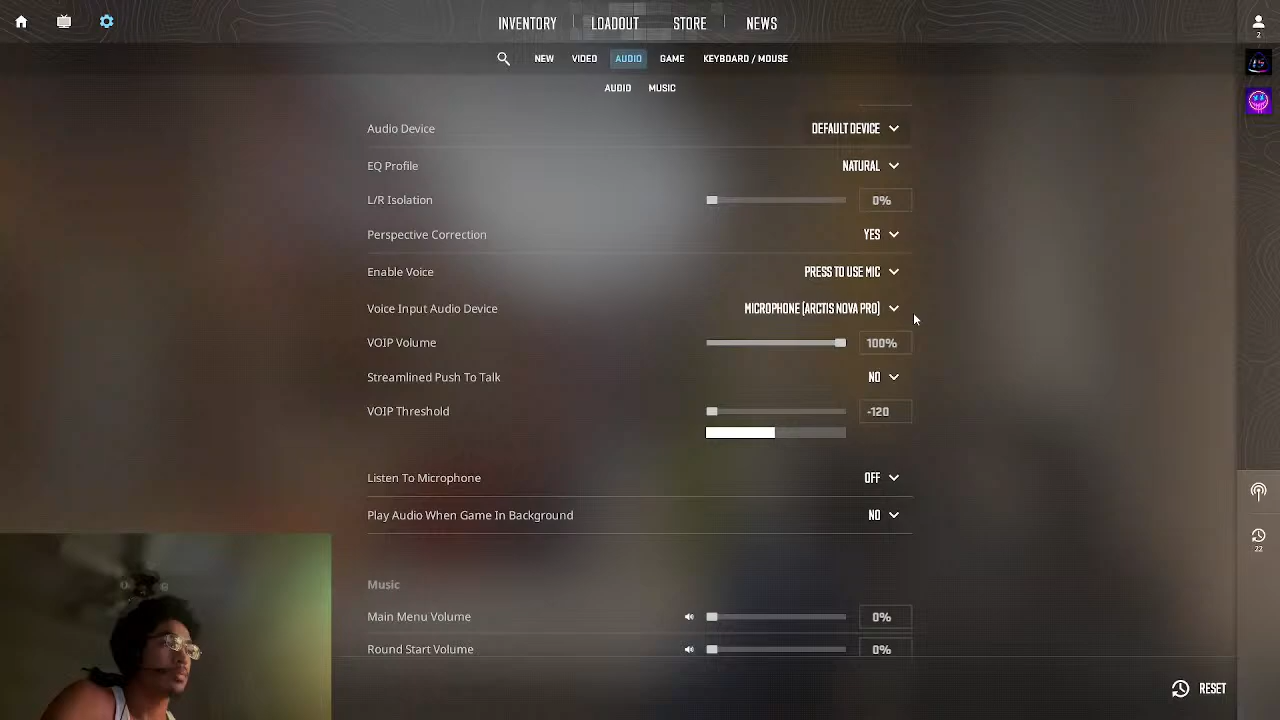 INVENTORY
LOADOUT
STORE
NEWS
2
NEW
VIDEO
AUDIO
GAME
KEYBOARD / MOUSE
AUDIO
MUSIC
Audio Device DEFAULT DEVICE
EQ Profile NATURAL
L/R Isolation 0%
Perspective Correction YES
Enable Voice PRESS TO USE MIC
Voice Input Audio Device MICROPHONE (ARCTIS NOVA PRO)
VOIP Volume 100%
Streamlined Push To Talk NO
VOIP Threshold -120
Listen To Microphone OFF
Play Audio When Game In Background NO
22
Music
Main Menu Volume 0%
Round Start Volume 0%
RESET